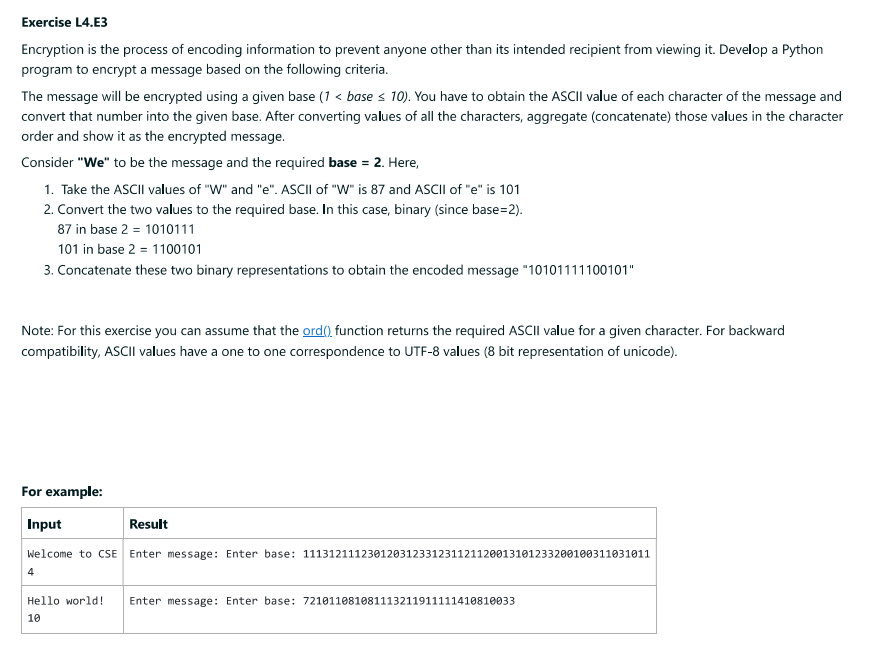 Exercise L4.E3
Encryption is the process of encoding information to prevent anyone other than its intended recipient from viewing it. Develop a Python
program to encrypt a message based on the following criteria.
The message will be encrypted using a given base (1 < base ≤ 10). You have to obtain the ASCII value of each character of the message and
convert that number into the given base. After converting values of all the characters, aggregate (concatenate) those values in the character
order and show it as the encrypted message.
Consider "We" to be the message and the required base = 2. Here,
1. Take the ASCII values of "W" and "e". ASCII of "W" is 87 and ASCII of "e" is 101
2. Convert the two values to the required base. In this case, binary (since base=2).
87 in base 2 = 1010111
101 in base 2 = 1100101
3. Concatenate these two binary representations to obtain the encoded message "10101111100101"
Note: For this exercise you can assume that the ord() function returns the required ASCII value for a given character. For backward
compatibility, ASCII values have a one to one correspondence to UTF-8 values (8 bit representation of unicode).
For example:
Input Result
Welcome to CSE Enter message: Enter base: 111312111230120312331231121120013101233200100311031011
4
Hello world! Enter message: Enter base: 72101108108111321191111141081​0033
10